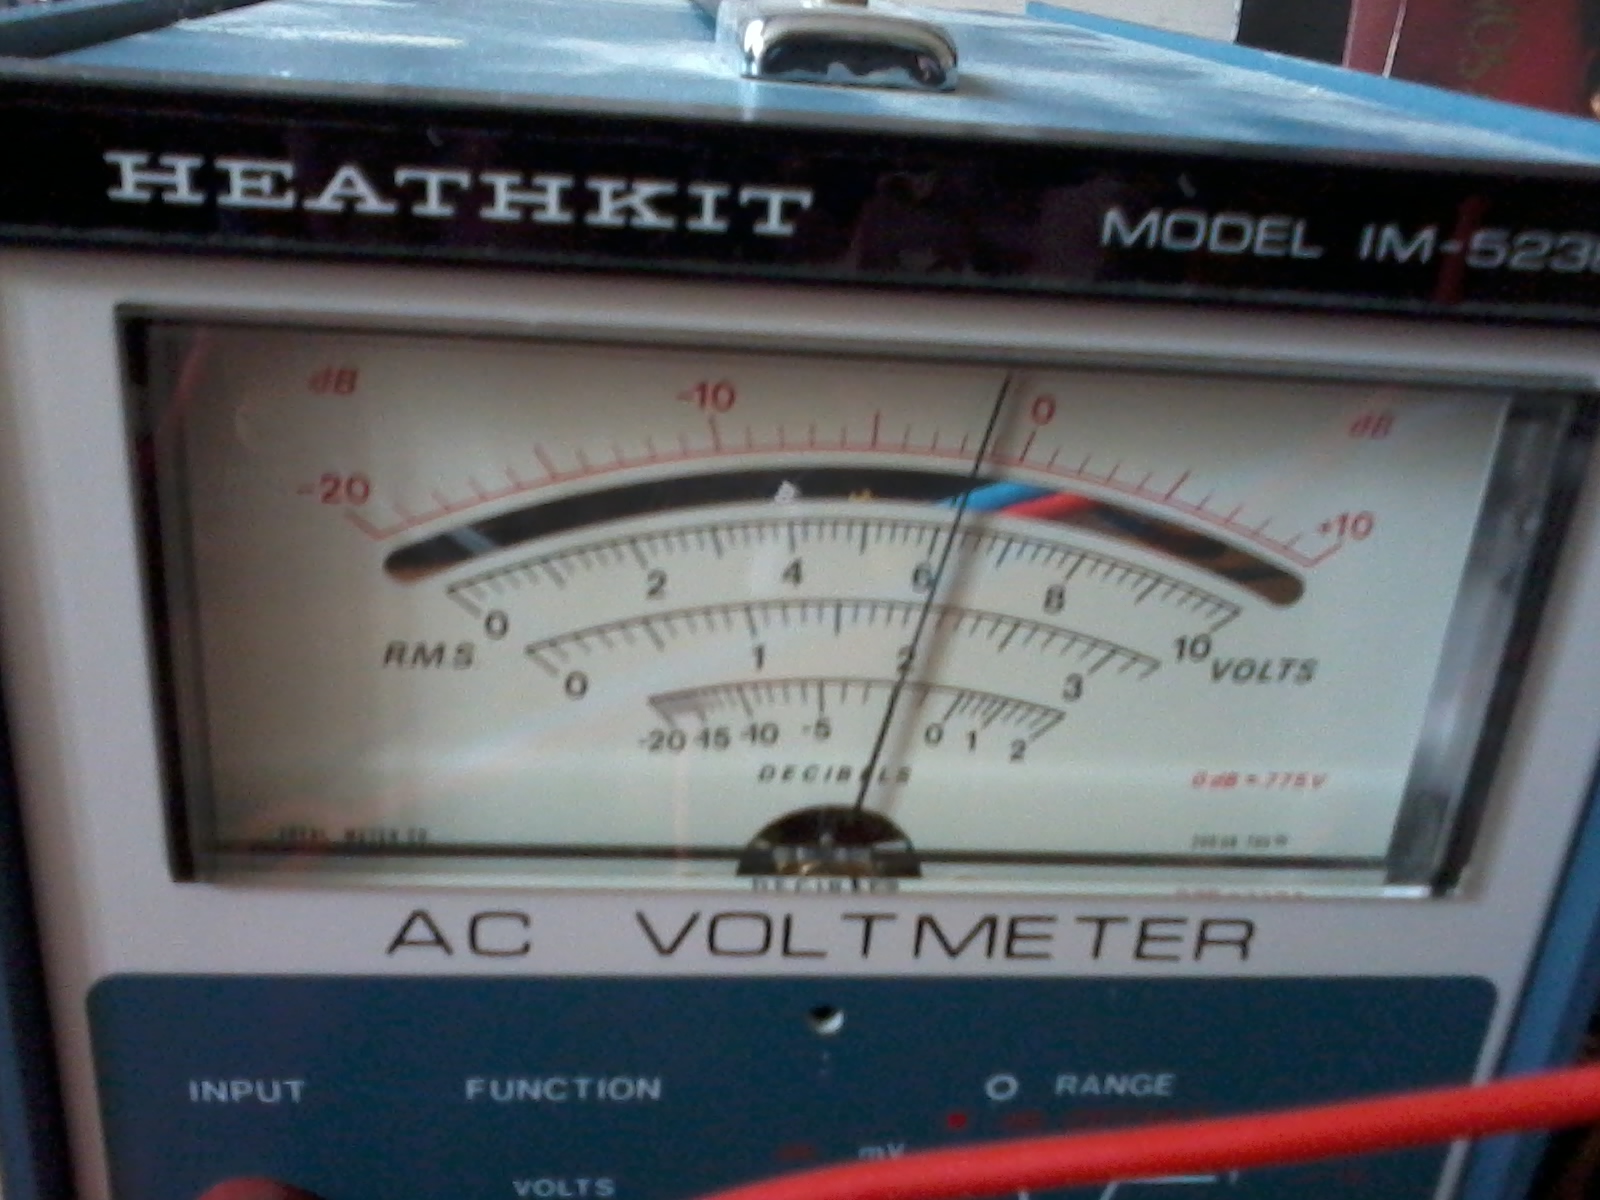 HEATHKIT MODEL IM-523
dB -10 0 dB
-20 +10
0 2 4 6 8 10
R.M.S VOLTS
0 1 2 3
-20 -15 -10 -5 0 1 2
DECIBELS
0 dB = .775V
AC VOLTMETER
INPUT FUNCTION RANGE
mV
VOLTS